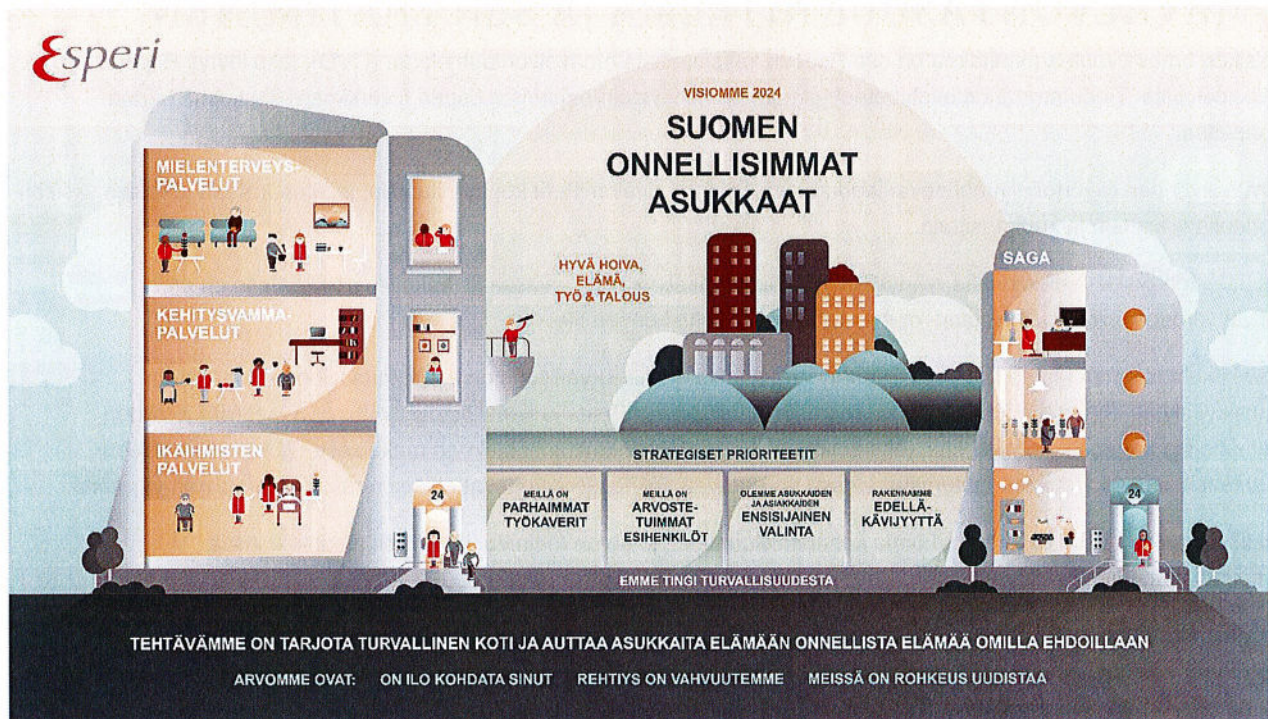 Esperi
VISIOMME 2024
SUOMEN
ONNELLISIMMAT
ASUKKAAT
HYVÄ HOIVA,
ELÄMÄ,
TYÖ & TALOUS
MIELENTERVEYS-
PALVELUT
KEHITYSVAMMA-
PALVELUT
IKÄIHMISTEN
PALVELUT
24
SAGA
24
STRATEGISET PRIORITEETIT
MEILLÄ ON
PARHAIMMAT
TYÖKAVERIT
MEILLÄ ON
ARVOSTE-
TUIMMAT
ESIHENKILÖT
OLEMME ASUKKAIDEN
JA ASIAKKAIDEN
ENSISIJAINEN
VALINTA
RAKENNAMME
EDELLÄ-
KÄVIJYYTTÄ
EMME TINGI TURVALLISUUDESTA
TEHTÄVÄMME ON TARJOTA TURVALLINEN KOTI JA AUTTAA ASUKKAITA ELÄMÄÄN ONNELLISTA ELÄMÄÄ OMILLA EHDOILLAAN
ARVOMME OVAT: ON ILO KOHDATA SINUT REHTIYS ON VAHVUUTEMME MEISSÄ ON ROHKEUS UUDISTAA